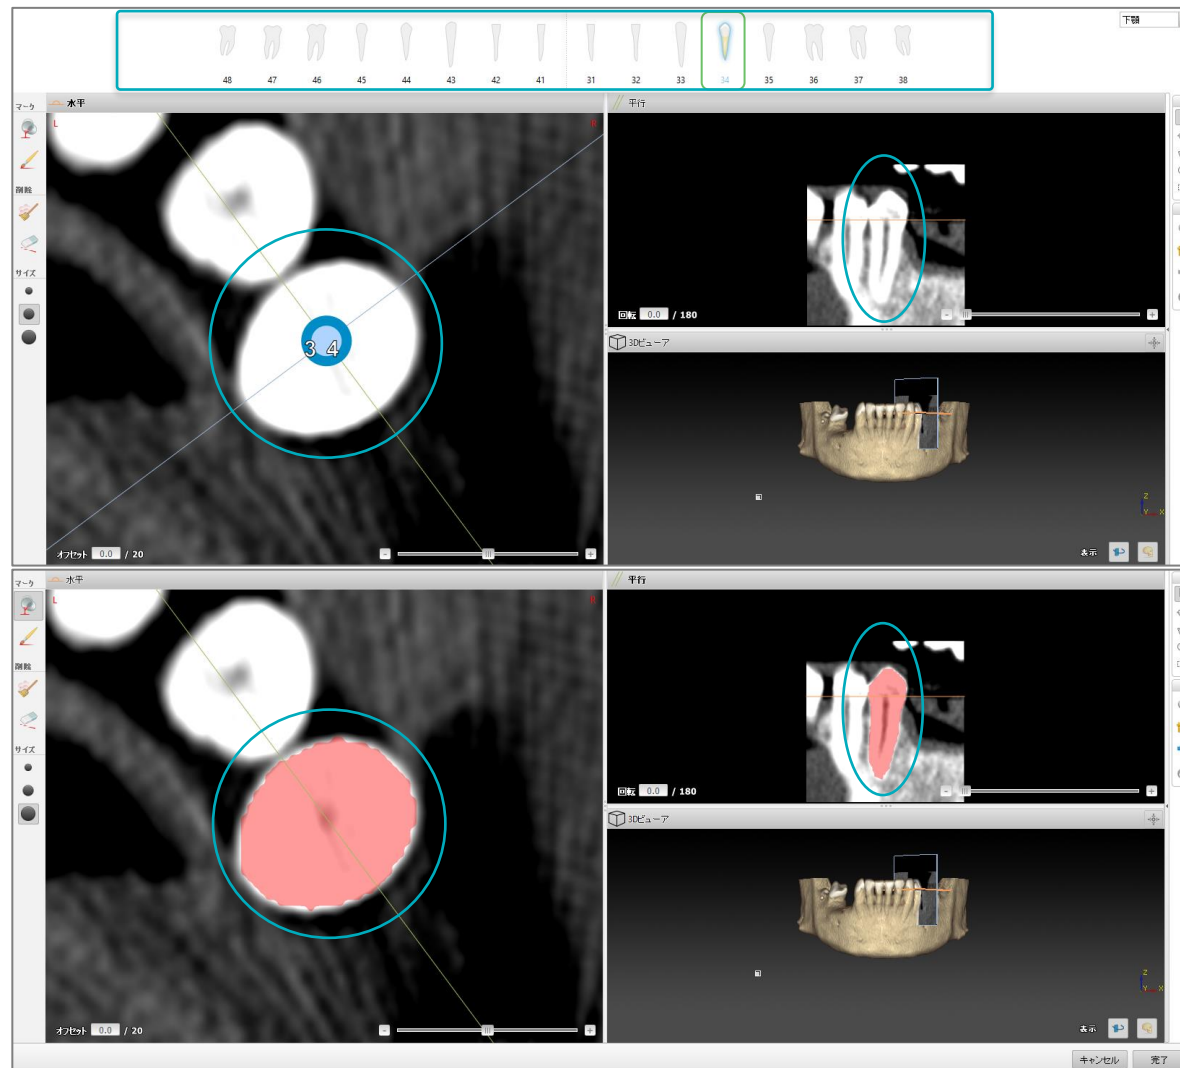 下顎
48 47 46 45 44 43 42 41 31 32 33 34 35 36 37 38
マーク
水平
平行
L R
削除
サイズ
34
回転 0.0 / 180
- +
3Dビューア
オフセット 0.0 / 20
- +
Z
Y X
表示
マーク
水平
平行
L R
削除
サイズ
回転 0.0 / 180
- +
3Dビューア
オフセット 0.0 / 20
- +
Z
Y X
表示
キャンセル 完了